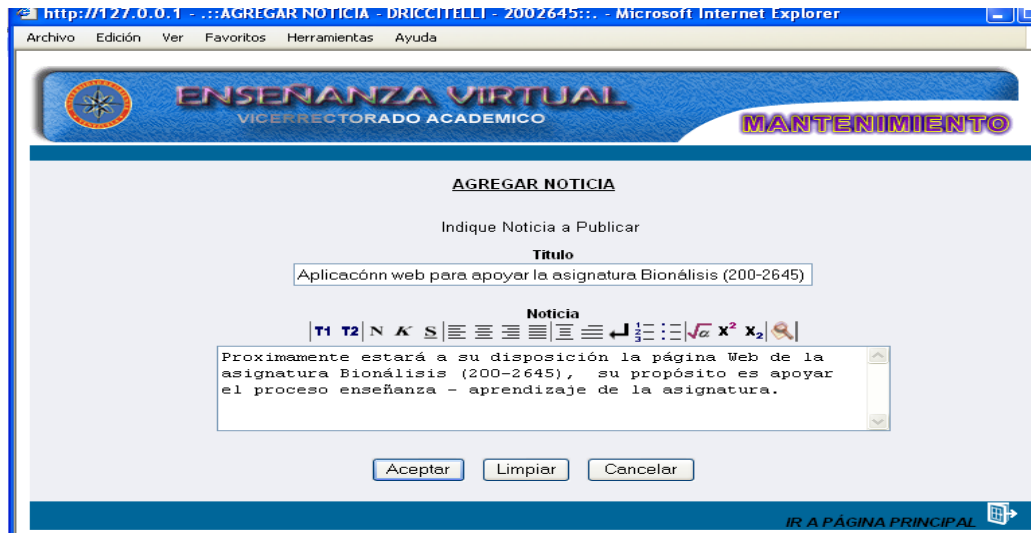 http://127.0.0.1 - .::AGREGAR NOTICIA - DRICCITELLI - 2002645::. - Microsoft Internet Explorer
Archivo Edición Ver Favoritos Herramientas Ayuda
ENSEÑANZA VIRTUAL
VICERRECTORADO ACADEMICO
MANTENIMIENTO
AGREGAR NOTICIA
Indique Noticia a Publicar
Título
Aplicacónn web para apoyar la asignatura Bionálisis (200-2645)
Noticia
T1 T2 N K S √α X² X₂
Proximamente estará a su disposición la página Web de la
asignatura Bionálisis (200-2645), su propósito es apoyar
el proceso enseñanza - aprendizaje de la asignatura.
Aceptar Limpiar Cancelar
IR A PÁGINA PRINCIPAL